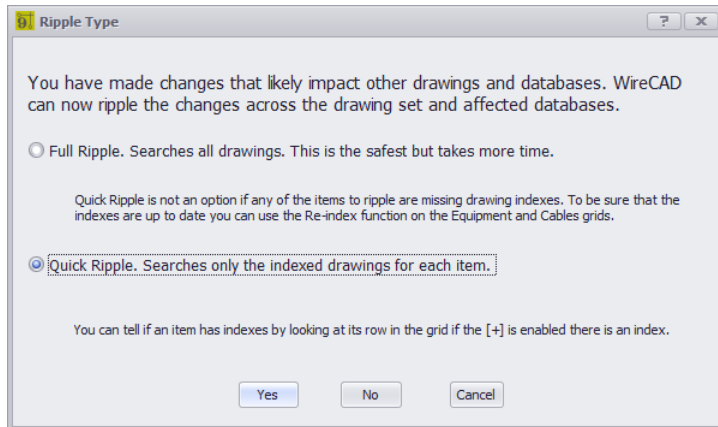 9 Ripple Type
? X
You have made changes that likely impact other drawings and databases. WireCAD
can now ripple the changes across the drawing set and affected databases.
Full Ripple. Searches all drawings. This is the safest but takes more time.
Quick Ripple is not an option if any of the items to ripple are missing drawing indexes. To be sure that the
indexes are up to date you can use the Re-index function on the Equipment and Cables grids.
Quick Ripple. Searches only the indexed drawings for each item.
You can tell if an item has indexes by looking at its row in the grid if the [+] is enabled there is an index.
Yes No Cancel